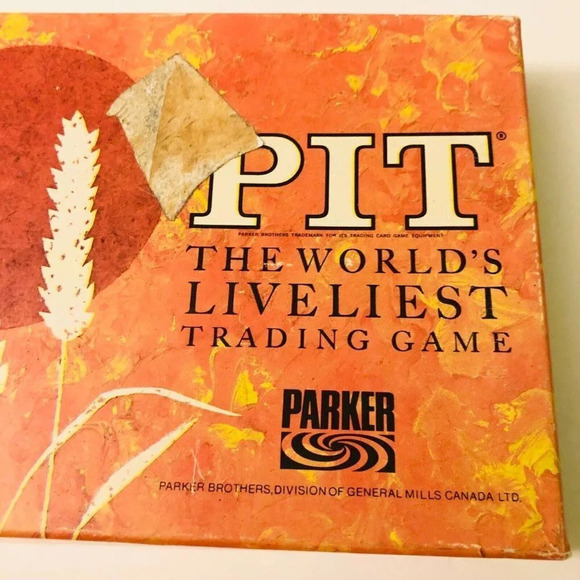 PIT®
PARKER BROTHERS TRADEMARK FOR ITS TRADING CARD GAME EQUIPMENT
THE WORLD'S
LIVELIEST
TRADING GAME
PARKER
PARKER BROTHERS, DIVISION OF GENERAL MILLS CANADA LTD.